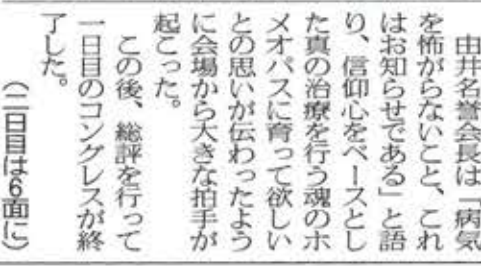 由井名誉会長は「病気
を怖がらないこと、これ
はお知らせである」と語
り、信仰心をベースとし
た真の治療を行う魂のホ
メオパスに育って欲しい
との思いが伝わったよう
に会場から大きな拍手が
起こった。
この後、総評を行って
一日目のコングレスが終
了した。
（二日目は6面に）